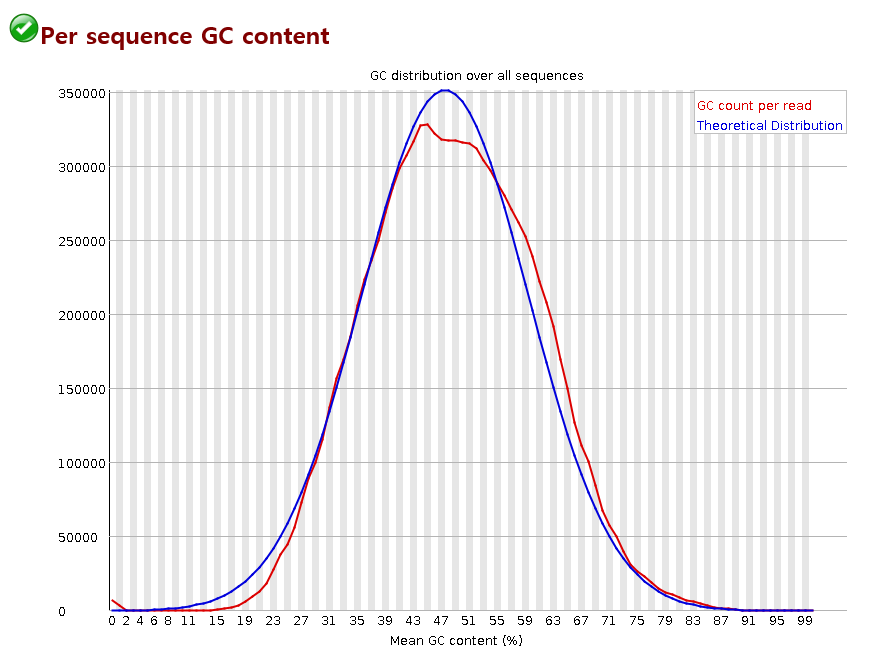 Per sequence GC content
GC distribution over all sequences
GC count per read
Theoretical Distribution
350000
300000
250000
200000
150000
100000
50000
0
0 2 4 6 8 11 15 19 23 27 31 35 39 43 47 51 55 59 63 67 71 75 79 83 87 91 95 99
Mean GC content (%)